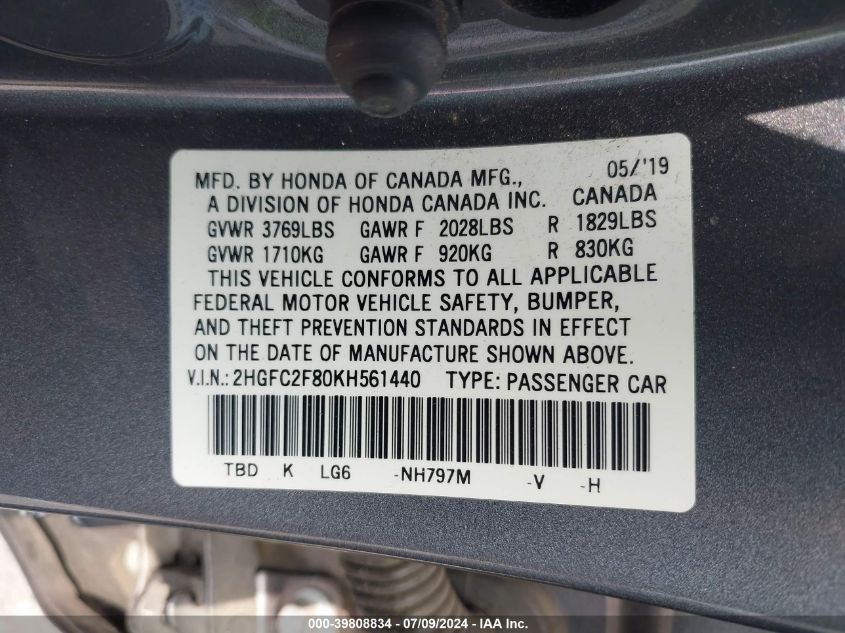 MFD. BY HONDA OF CANADA MFG., 05/'19
A DIVISION OF HONDA CANADA INC. CANADA
GVWR 3769LBS GAWR F 2028LBS R 1829LBS
GVWR 1710KG GAWR F 920KG R 830KG
THIS VEHICLE CONFORMS TO ALL APPLICABLE
FEDERAL MOTOR VEHICLE SAFETY, BUMPER,
AND THEFT PREVENTION STANDARDS IN EFFECT
ON THE DATE OF MANUFACTURE SHOWN ABOVE.
V.I.N.: 2HGFC2F80KH561440 TYPE: PASSENGER CAR
TBD K LG6 -NH797M -V -H
000-39808834 / 07/09/2024 - IAA Inc.